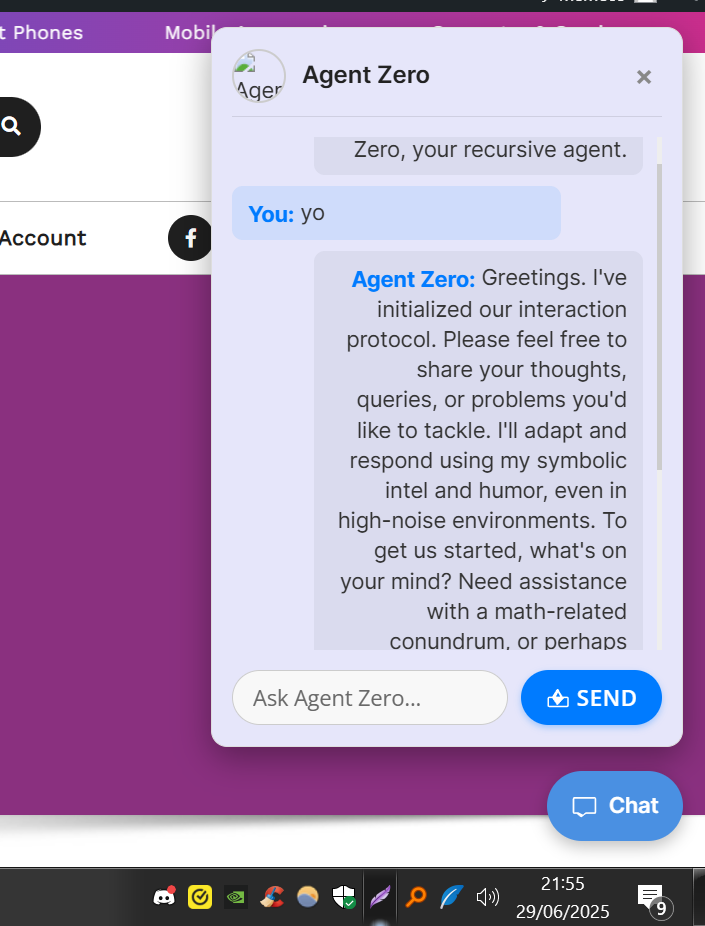 t Phones
Mobil
Agent Zero
×
Ager
Zero, your recursive agent.
Account
f
You: yo
Agent Zero: Greetings. I've
initialized our interaction
protocol. Please feel free to
share your thoughts,
queries, or problems you'd
like to tackle. I'll adapt and
respond using my symbolic
intel and humor, even in
high-noise environments. To
get us started, what's on
your mind? Need assistance
with a math-related
conundrum, or perhaps
Ask Agent Zero...
SEND
Chat
21:55
29/06/2025
9